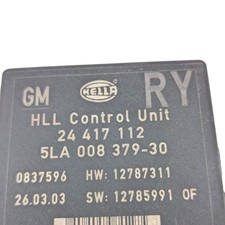 GM HELLA RY
HLL Control Unit
24 417 112
5LA 008 379-30
0837596 HW: 12787311
26.03.03 SW: 12785991 OF